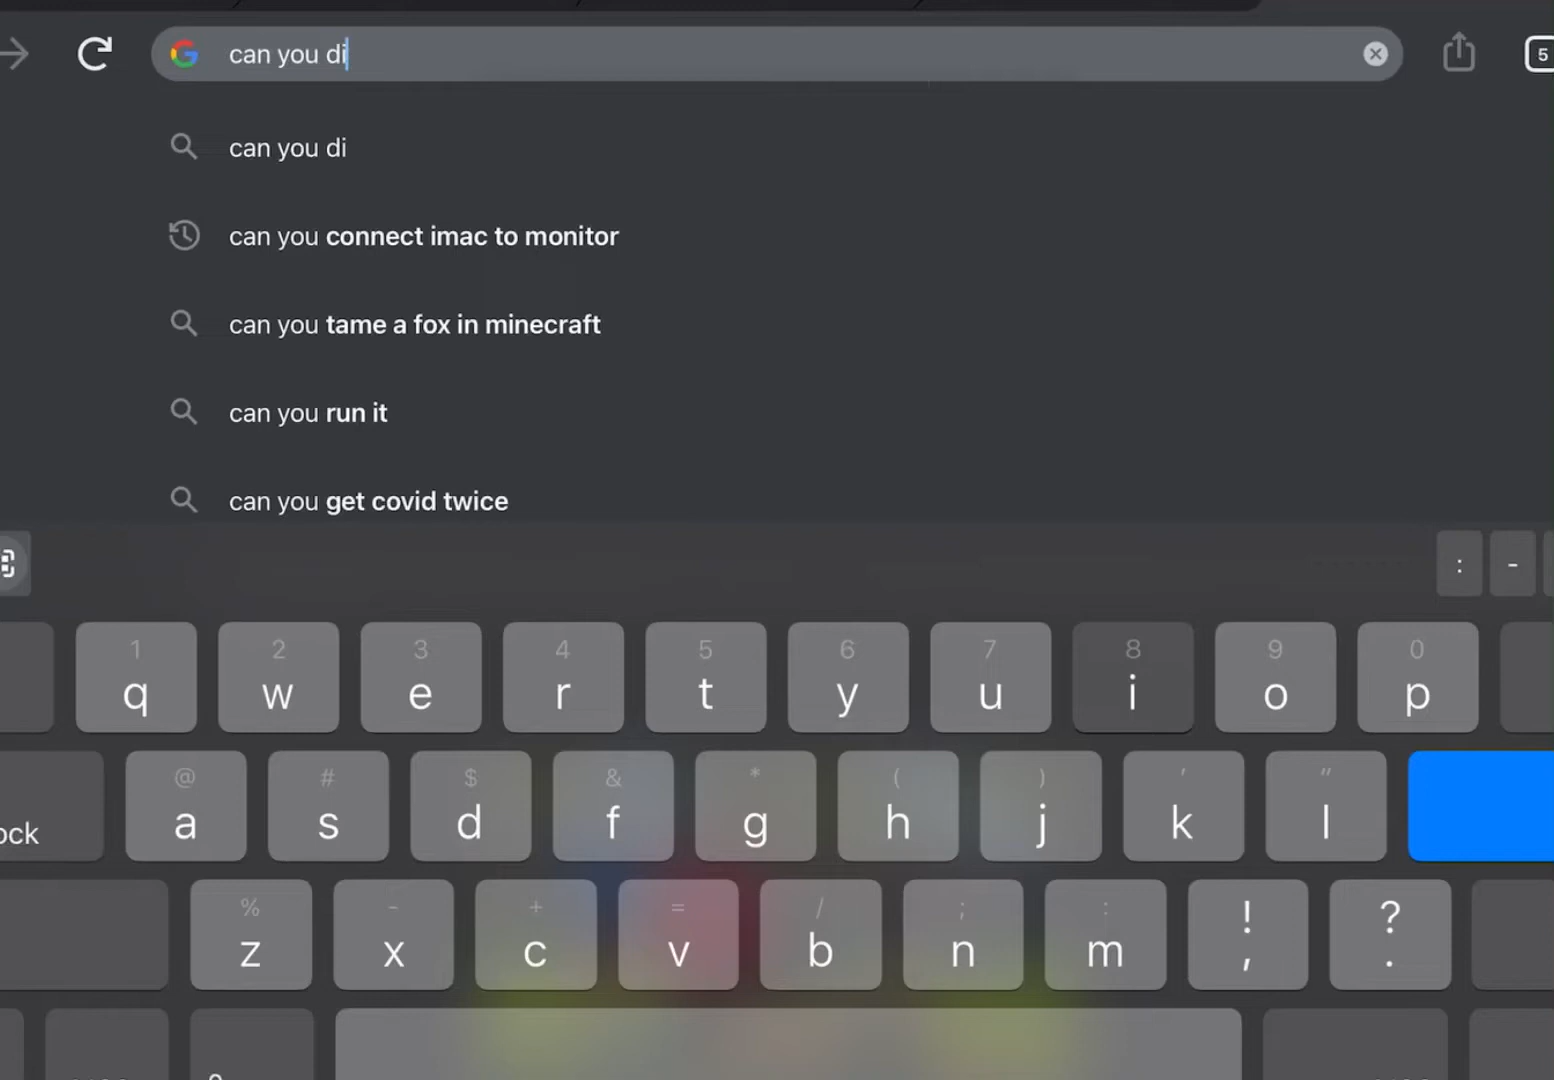 can you di
5
can you di
can you connect imac to monitor
can you tame a fox in minecraft
can you run it
can you get covid twice
: -
1 2 3 4 5 6 7 8 9 0
q w e r t y u i o p
@ # $ & * ( ) ' "
ock a s d f g h j k l
% - + = / ; : ! ?
z x c v b n m , .